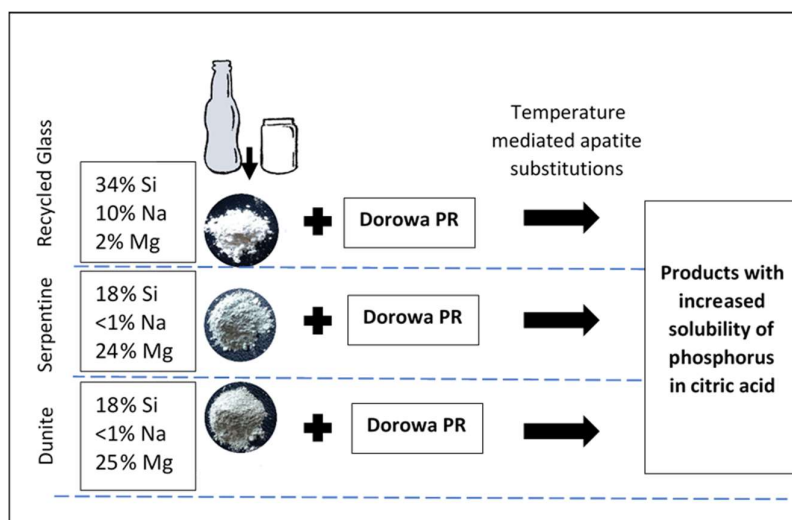 Temperature
mediated apatite
substitutions
Recycled Glass
34% Si
10% Na
2% Mg
Dorowa PR
Serpentine
18% Si
<1% Na
24% Mg
Dorowa PR
Dunite
18% Si
<1% Na
25% Mg
Dorowa PR
Products with
increased
solubility of
phosphorus
in citric acid